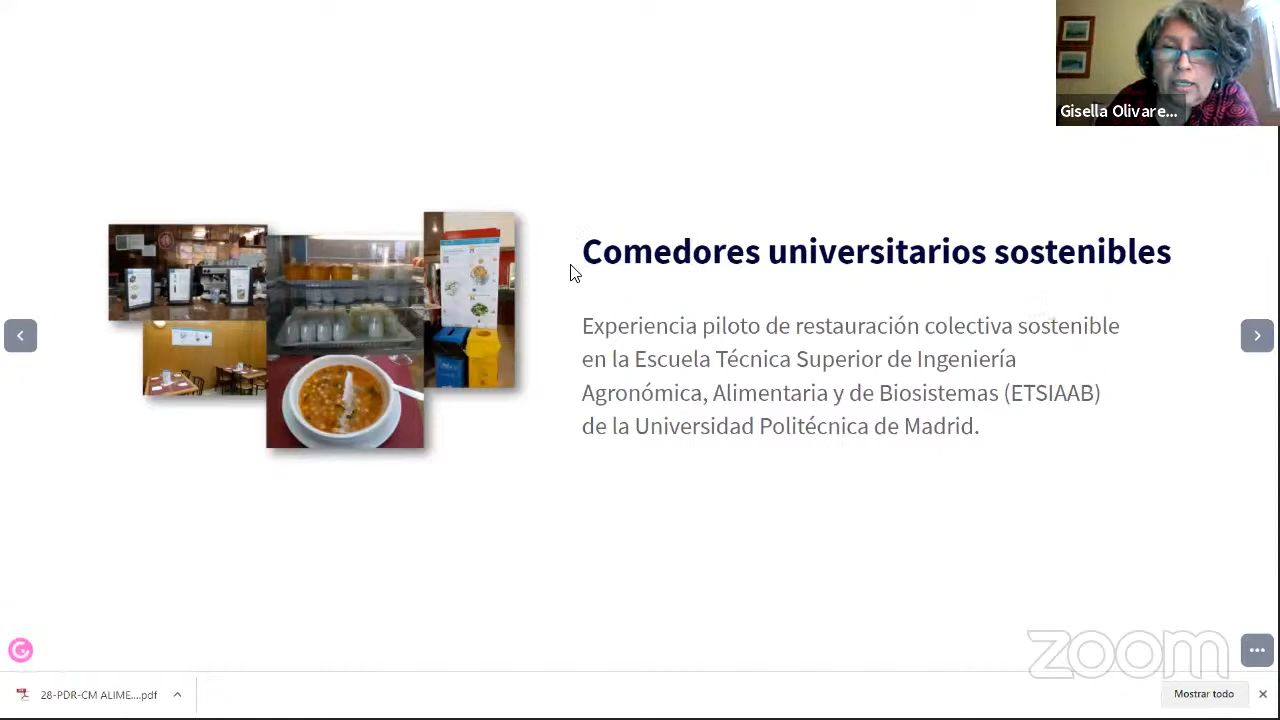 Gisella Olivare...
Comedores universitarios sostenibles
Experiencia piloto de restauración colectiva sostenible
en la Escuela Técnica Superior de Ingeniería
Agronómica, Alimentaria y de Biosistemas (ETSIAAB)
de la Universidad Politécnica de Madrid.
zoom
28-PDR-CM ALIME....pdf
Mostrar todo